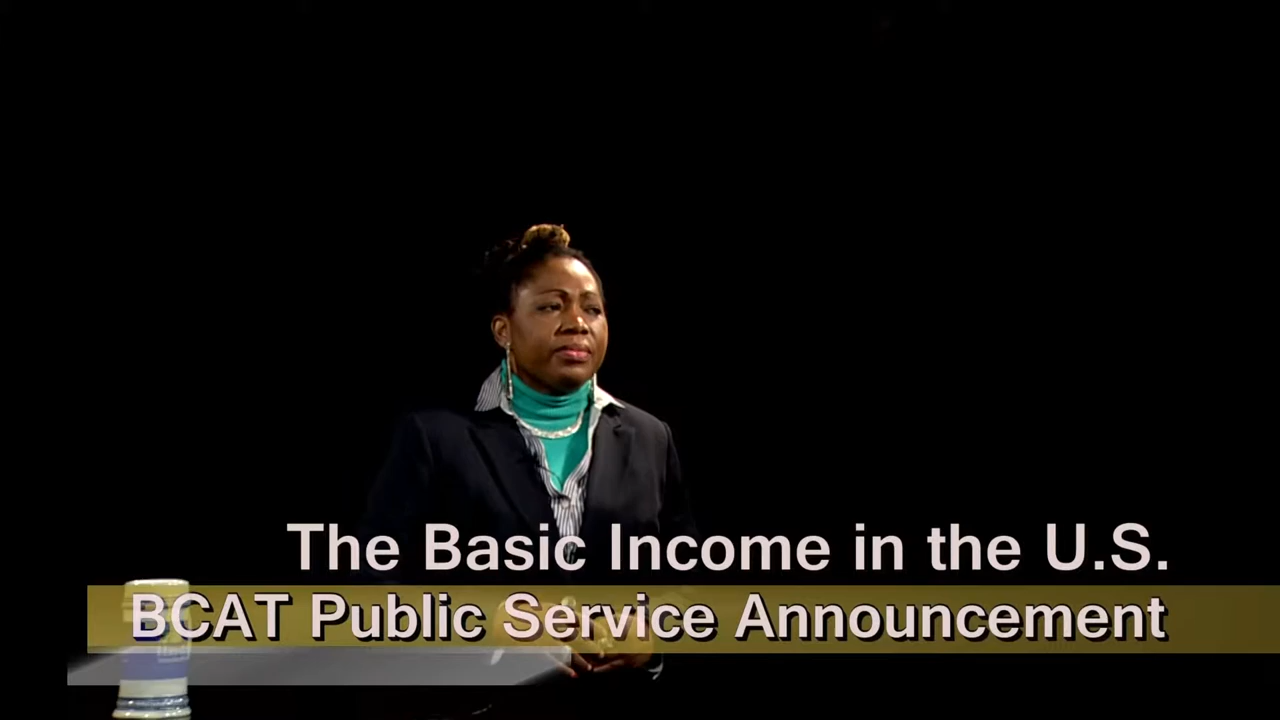 The Basic Income in the U.S.
BCAT Public Service Announcement